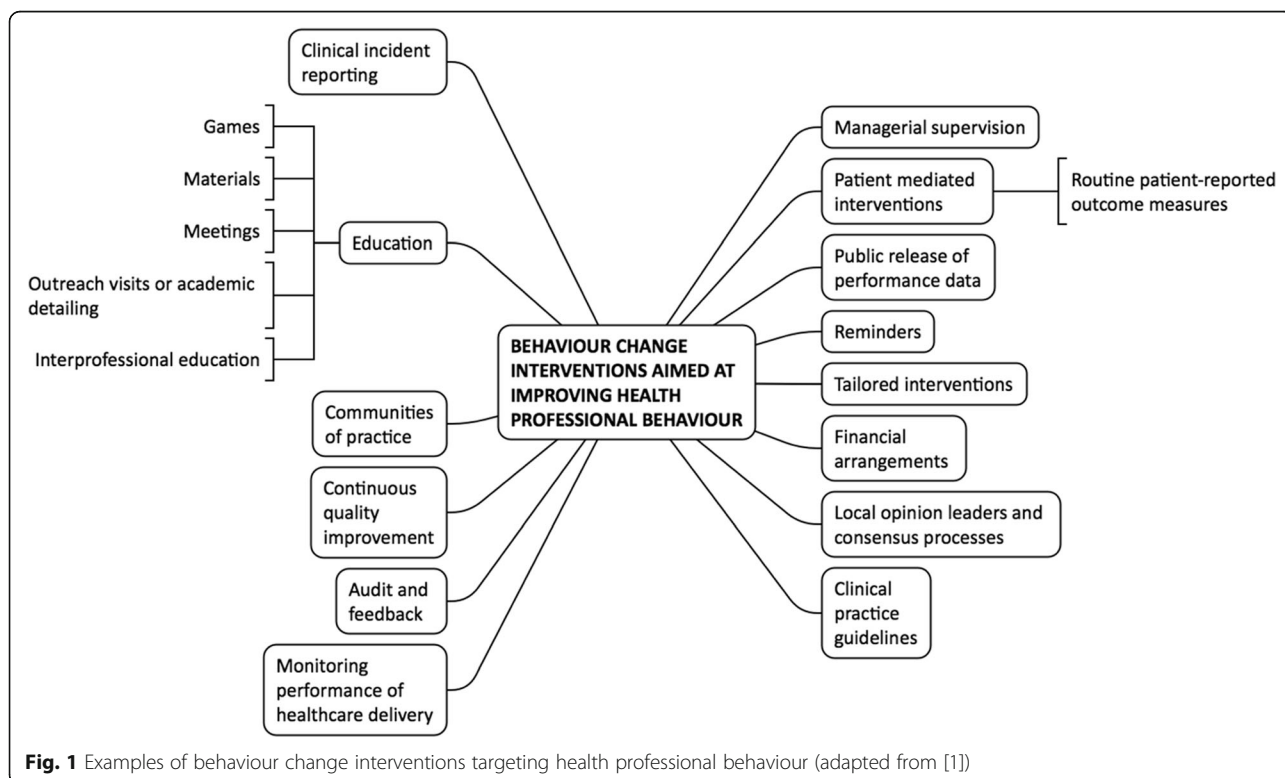 Clinical incident
reporting
Games
Materials
Meetings
Outreach visits or academic
detailing
Interprofessional education
Education
Communities
of practice
Continuous
quality
improvement
Audit and
feedback
Monitoring
performance of
healthcare delivery
BEHAVIOUR CHANGE
INTERVENTIONS AIMED AT
IMPROVING HEALTH
PROFESSIONAL BEHAVIOUR
Managerial supervision
Patient mediated
interventions
Routine patient-reported
outcome measures
Public release of
performance data
Reminders
Tailored interventions
Financial
arrangements
Local opinion leaders and
consensus processes
Clinical
practice
guidelines
Fig. 1 Examples of behaviour change interventions targeting health professional behaviour (adapted from [1])